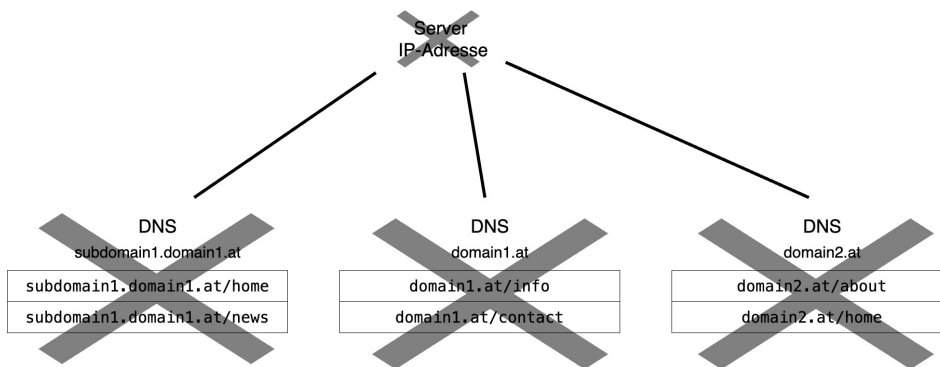 Server
IP-Adresse
DNS
subdomain1.domain1.at
subdomain1.domain1.at/home
subdomain1.domain1.at/news
DNS
domain1.at
domain1.at/info
domain1.at/contact
DNS
domain2.at
domain2.at/about
domain2.at/home